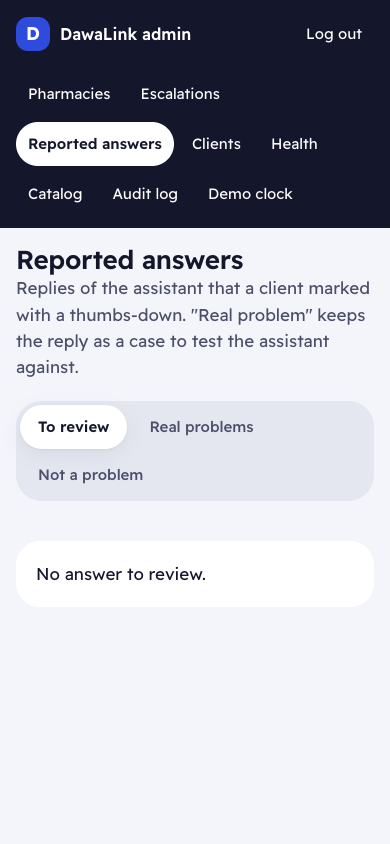 D DawaLink admin Log out
Pharmacies Escalations
Reported answers Clients Health
Catalog Audit log Demo clock
Reported answers
Replies of the assistant that a client marked
with a thumbs-down. "Real problem" keeps
the reply as a case to test the assistant
against.
To review Real problems
Not a problem
No answer to review.